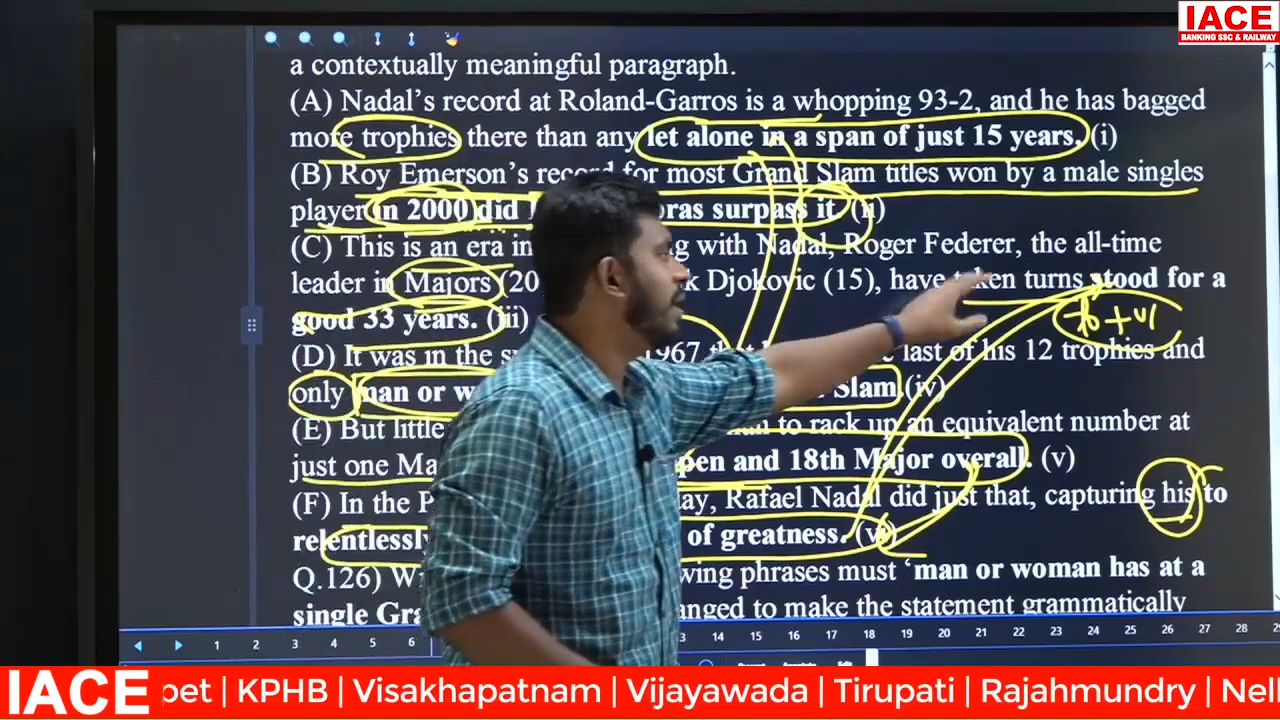 IACE
BANKING SSC & RAILWAY
a contextually meaningful paragraph.
(A) Nadal's record at Roland-Garros is a whopping 93-2, and he has bagged
more trophies there than any let alone in a span of just 15 years. (i)
(B) Roy Emerson's record for most Grand Slam titles won by a male singles
player in 2000 did surpass it. (ii)
(C) This is an era in with Nadal, Roger Federer, the all-time
leader in Majors (20 Djokovic (15), have taken turns stood for a
good 33 years. (iii)
to + v1
(D) It was in the 1967 that last of his 12 trophies and
only man or Slam. (iv)
(E) But little to rack up an equivalent number at
just one and 18th Major overall. (v)
(F) In the Rafael Nadal did just that, capturing his to
relentlessly of greatness. (vi)
Q.126) phrases must 'man or woman has at a
single to make the statement grammatically
1 2 3 4 5 6 13 14 15 16 17 18 19 20 21 22 23 24 25 26 27 28
IACE pet | KPHB | Visakhapatnam | Vijayawada | Tirupati | Rajahmundry | Nell